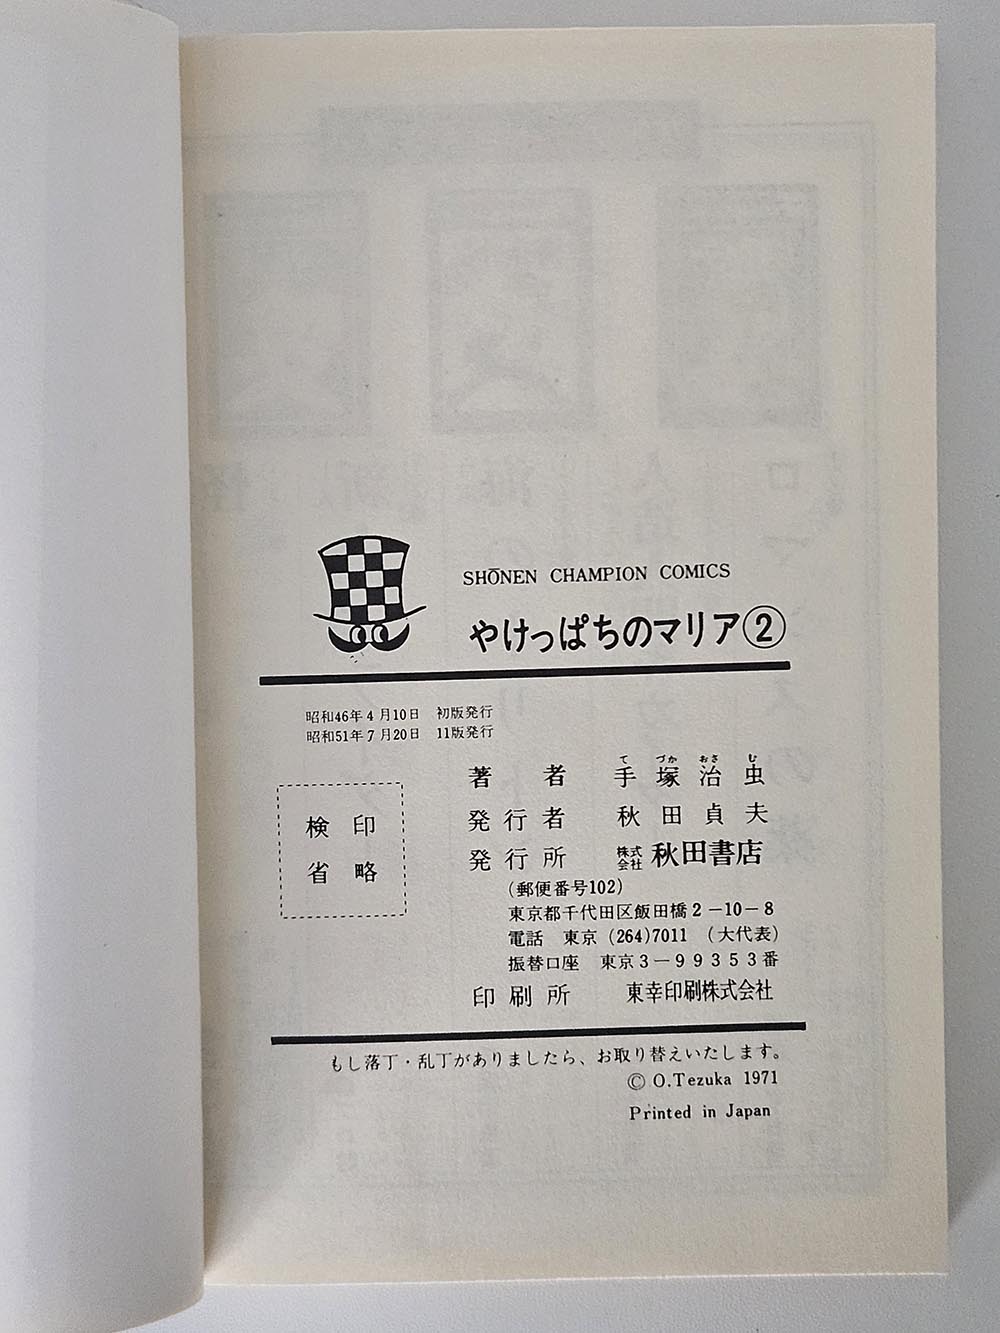 SHŌNEN CHAMPION COMICS
やけっぱちのマリア②
昭和46年4月10日 初版発行
昭和51年7月20日 11版発行
検印
省略
てづかおさむ
著者 手塚治虫
発行者 秋田貞夫
発行所 株式会社 秋田書店
(郵便番号102)
東京都千代田区飯田橋2-10-8
電話 東京(264)7011 (大代表)
振替口座 東京3-99353番
印刷所 東幸印刷株式会社
もし落丁・乱丁がありましたら、お取り替えいたします。
© O.Tezuka 1971
Printed in Japan